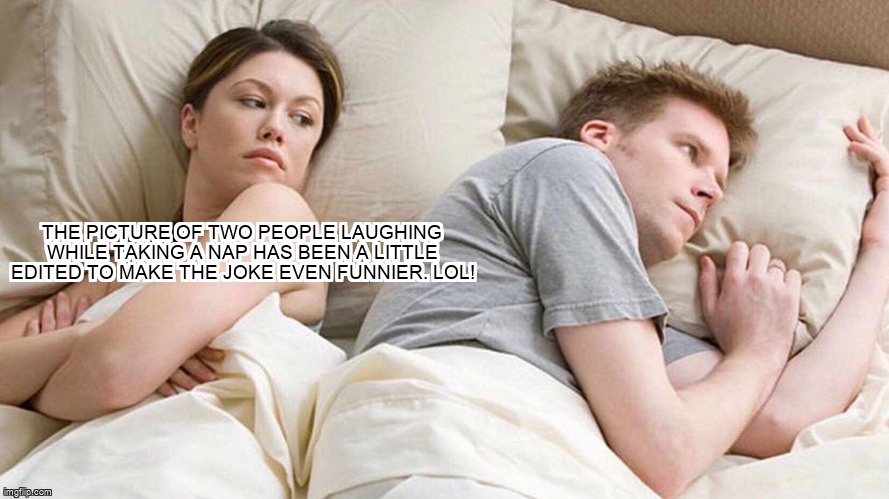 THE PICTURE OF TWO PEOPLE LAUGHING
WHILE TAKING A NAP HAS BEEN A LITTLE
EDITED TO MAKE THE JOKE EVEN FUNNIER. LOL!
imgflip.com